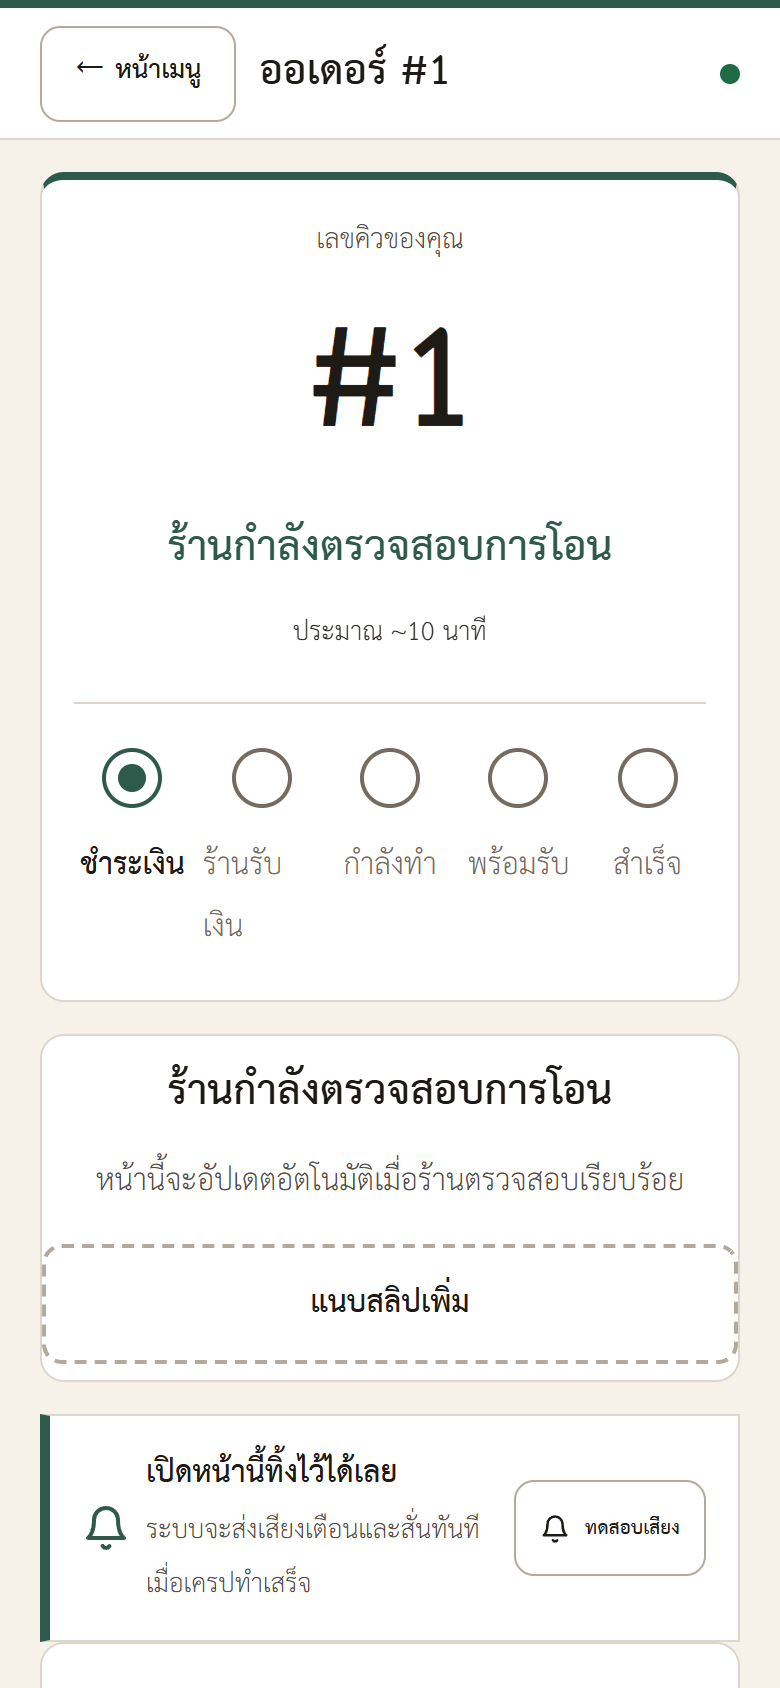 ← หน้าเมนู
ออเดอร์ #1
เลขคิวของคุณ
#1
ร้านกำลังตรวจสอบการโอน
ประมาณ ~10 นาที
ชำระเงิน
ร้านรับ
เงิน
กำลังทำ
พร้อมรับ
สำเร็จ
ร้านกำลังตรวจสอบการโอน
หน้านี้จะอัปเดตอัตโนมัติเมื่อร้านตรวจสอบเรียบร้อย
แนบสลิปเพิ่ม
เปิดหน้านี้ทิ้งไว้ได้เลย
ระบบจะส่งเสียงเตือนและสั่นทันที
เมื่อเครปทำเสร็จ
ทดสอบเสียง